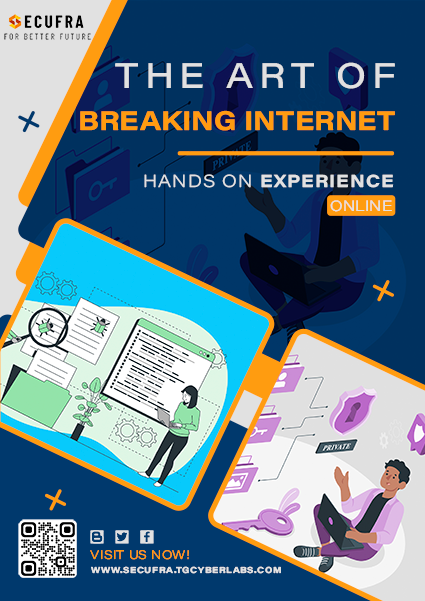 SECUFRA
FOR BETTER FUTURE
THE ART OF
BREAKING INTERNET
PRIVATE
HANDS ON EXPERIENCE
ONLINE
PRIVATE
VISIT US NOW!
WWW.SECUFRA.TGCYBERLABS.COM